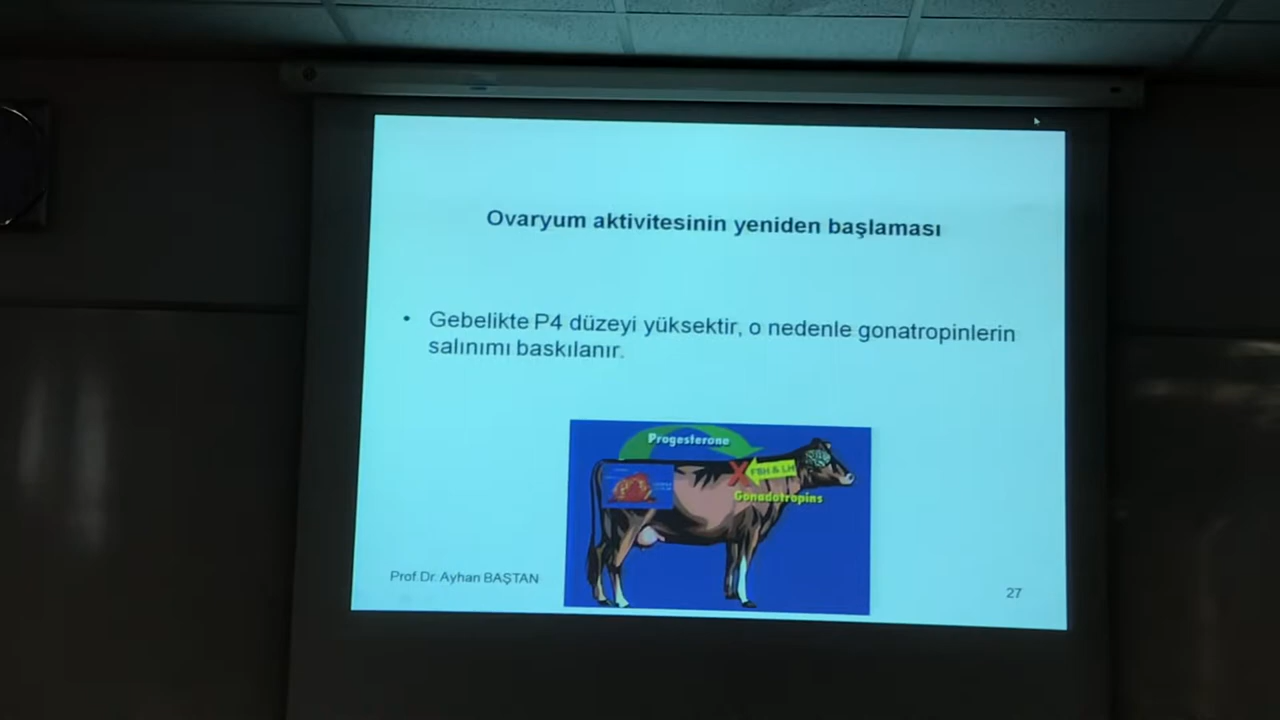 Ovaryum aktivitesinin yeniden başlaması
• Gebelikte P4 düzeyi yüksektir, o nedenle gonatropinlerin
salınımı baskılanır.
Progesterone
FSH & LH
Gonadotropins
Prof.Dr. Ayhan BAŞTAN
27